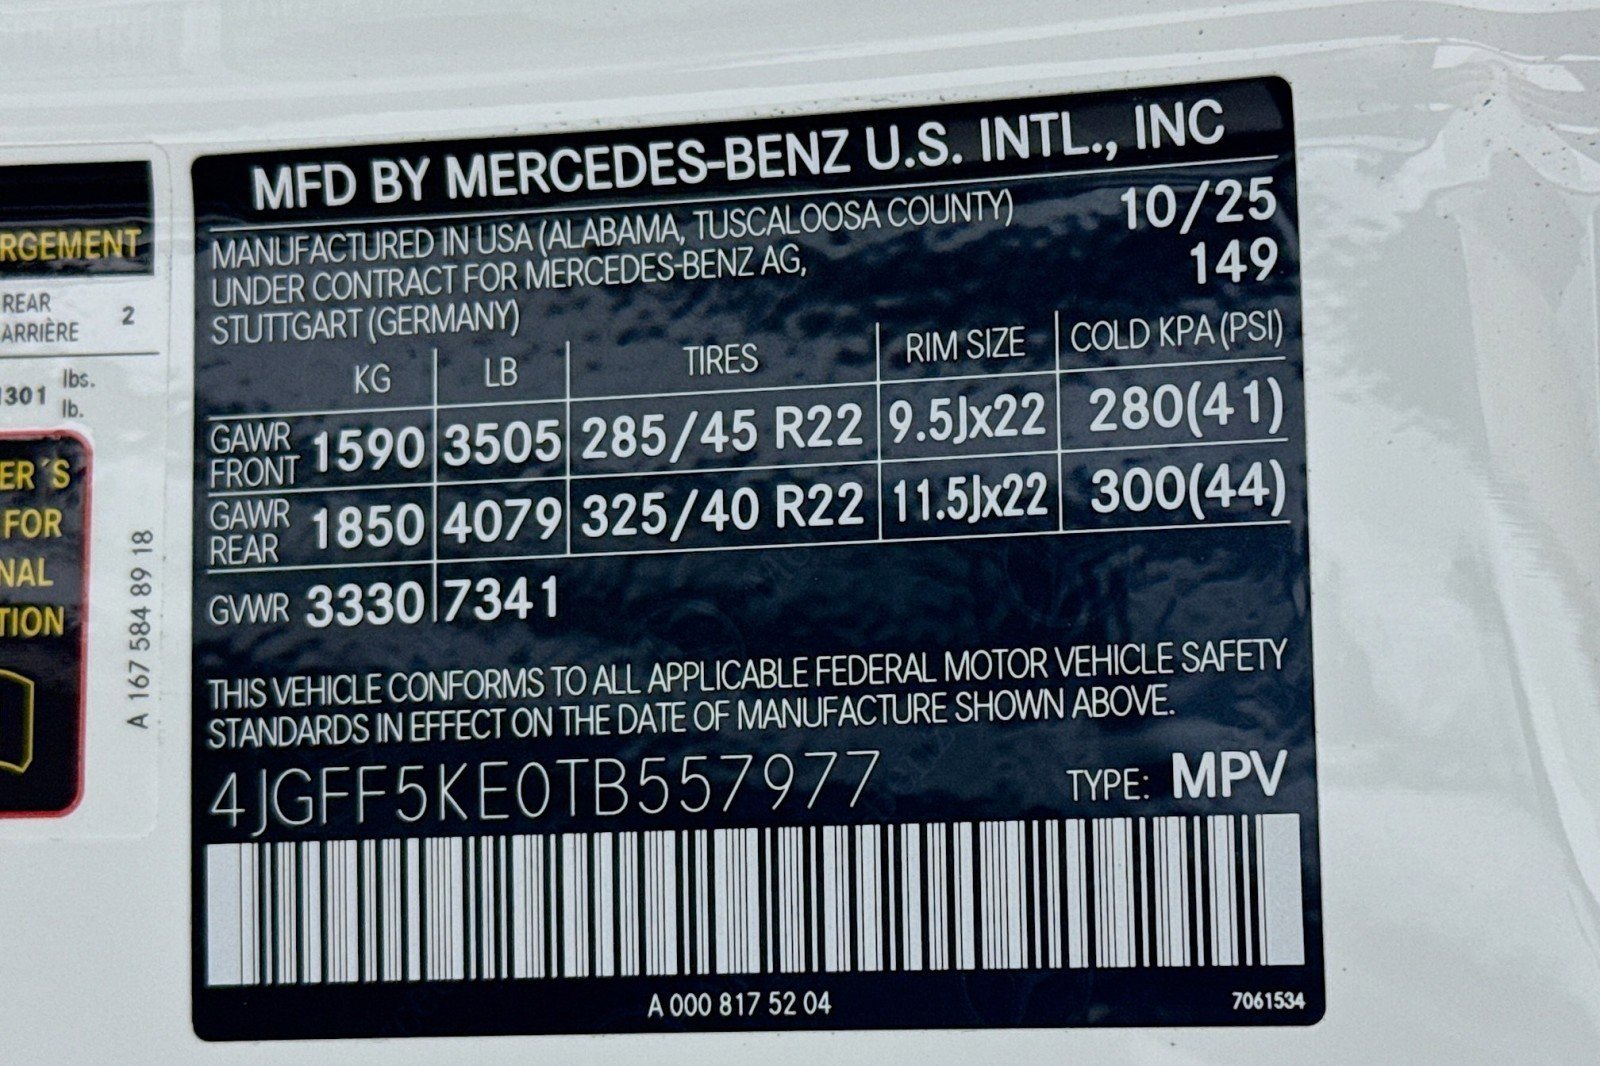 MFD BY MERCEDES-BENZ U.S. INTL., INC
MANUFACTURED IN USA (ALABAMA, TUSCALOOSA COUNTY) 10/25
UNDER CONTRACT FOR MERCEDES-BENZ AG, 149
STUTTGART (GERMANY)
KG LB TIRES RIM SIZE COLD KPA (PSI)
GAWR FRONT 1590 3505 285/45 R22 9.5Jx22 280(41)
GAWR REAR 1850 4079 325/40 R22 11.5Jx22 300(44)
GVWR 3330 7341
THIS VEHICLE CONFORMS TO ALL APPLICABLE FEDERAL MOTOR VEHICLE SAFETY
STANDARDS IN EFFECT ON THE DATE OF MANUFACTURE SHOWN ABOVE.
4JGFF5KE0TB557977 TYPE: MPV
A 000 817 52 04 7061534
RGEMENT
REAR
ARRIÈRE 2
1301 lbs.
lb.
ER´S
FOR
NAL
TION
A 167 584 89 18